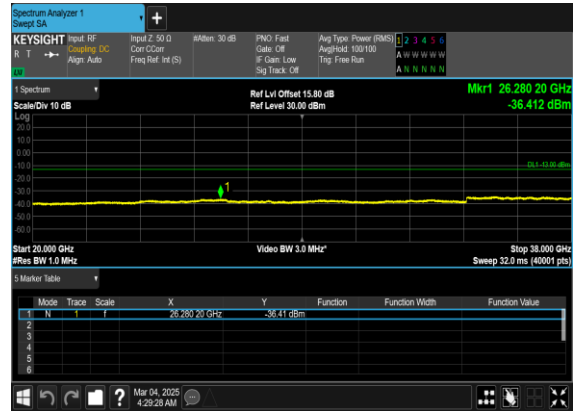 Spectrum Analyzer 1
Swept SA
KEYSIGHT Input: RF Input Z: 50 Ω #Atten: 30 dB PNO: Fast Avg Type: Power (RMS) 1 2 3 4 5 6
R T Coupling: DC Corr CCorr Gate: Off Avg|Hold: 100/100 A W W W W W
Align: Auto Freq Ref: Int (S) IF Gain: Low Trig: Free Run
LW Sig Track: Off A N N N N N
1 Spectrum Ref Lvl Offset 15.80 dB Mkr1 26.280 20 GHz
Scale/Div 10 dB Ref Level 30.00 dBm -36.412 dBm
Log
20.0
10.0
0.00
-10.0 DL1 -13.00 dBm
-20.0
-30.0 1
-40.0
-50.0
-60.0
Start 20.000 GHz Video BW 3.0 MHz* Stop 38.000 GHz
#Res BW 1.0 MHz Sweep 32.0 ms (40001 pts)
5 Marker Table
Mode Trace Scale X Y Function Function Width Function Value
1 N 1 f 26.280 20 GHz -36.41 dBm
2
3
4
5
6
? Mar 04, 2025
4:29:28 AM